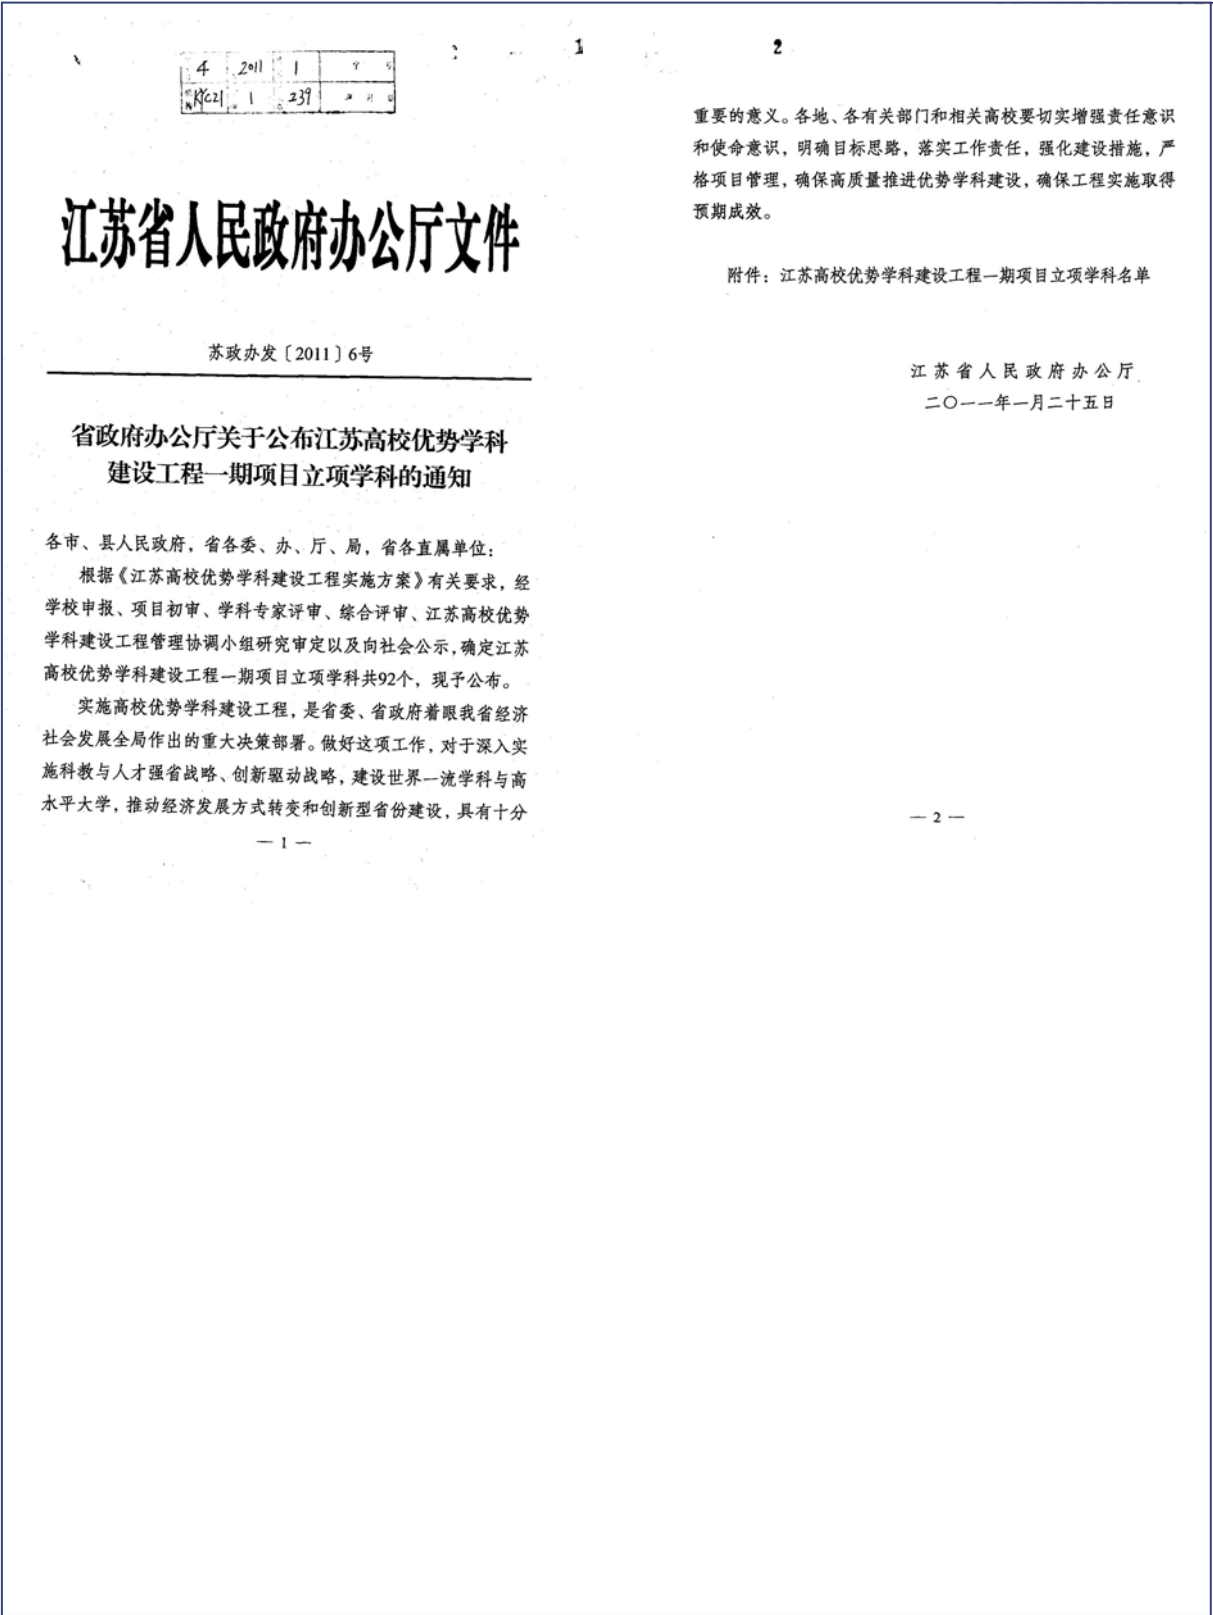 4 2011 1
KJC21 1 239
江苏省人民政府办公厅文件
苏政办发〔2011〕6号
省政府办公厅关于公布江苏高校优势学科
建设工程一期项目立项学科的通知
各市、县人民政府，省各委、办、厅、局，省各直属单位：
根据《江苏高校优势学科建设工程实施方案》有关要求，经
学校申报、项目初审、学科专家评审、综合评审、江苏高校优势
学科建设工程管理协调小组研究审定以及向社会公示，确定江苏
高校优势学科建设工程一期项目立项学科共92个，现予公布。
实施高校优势学科建设工程，是省委、省政府着眼我省经济
社会发展全局作出的重大决策部署。做好这项工作，对于深入实
施科教与人才强省战略、创新驱动战略，建设世界一流学科与高
水平大学，推动经济发展方式转变和创新型省份建设，具有十分
— 1 —
1
2
重要的意义。各地、各有关部门和相关高校要切实增强责任意识
和使命意识，明确目标思路，落实工作责任，强化建设措施，严
格项目管理，确保高质量推进优势学科建设，确保工程实施取得
预期成效。
附件：江苏高校优势学科建设工程一期项目立项学科名单
江苏省人民政府办公厅
二〇一一年一月二十五日
— 2 —